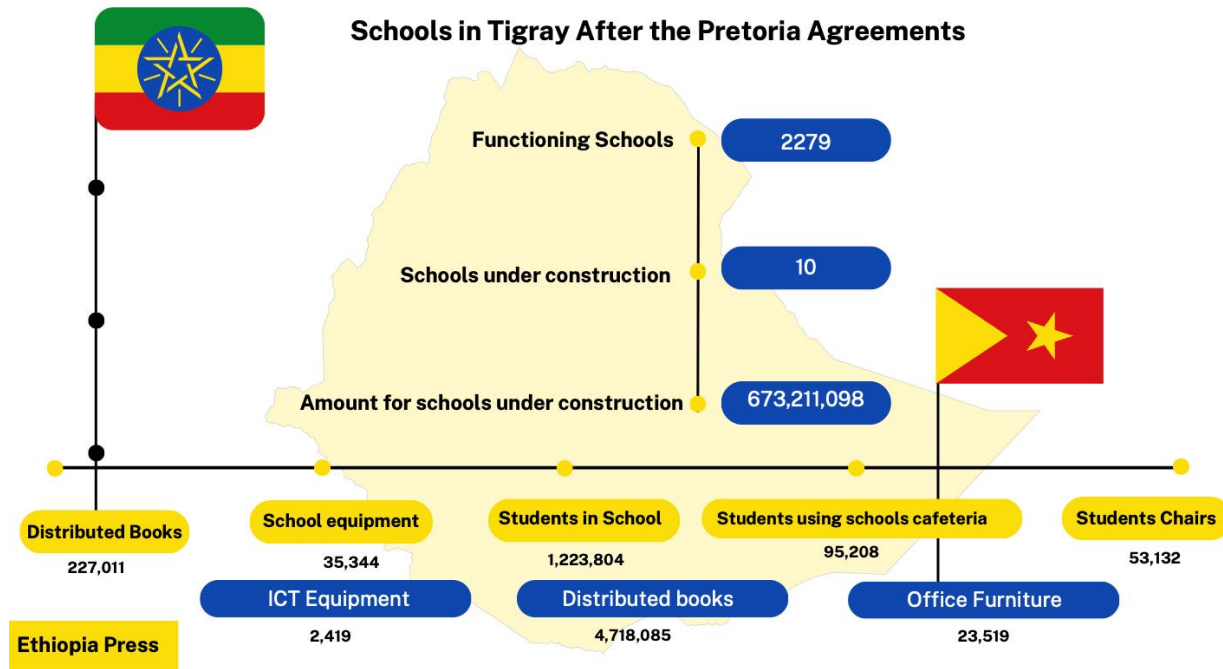 Schools in Tigray After the Pretoria Agreements
Functioning Schools
2279
Schools under construction
10
Amount for schools under construction
673,211,098
Distributed Books
227,011
School equipment
35,344
Students in School
1,223,804
Students using schools cafeteria
95,208
Students Chairs
53,132
ICT Equipment
2,419
Distributed books
4,718,085
Office Furniture
23,519
Ethiopia Press